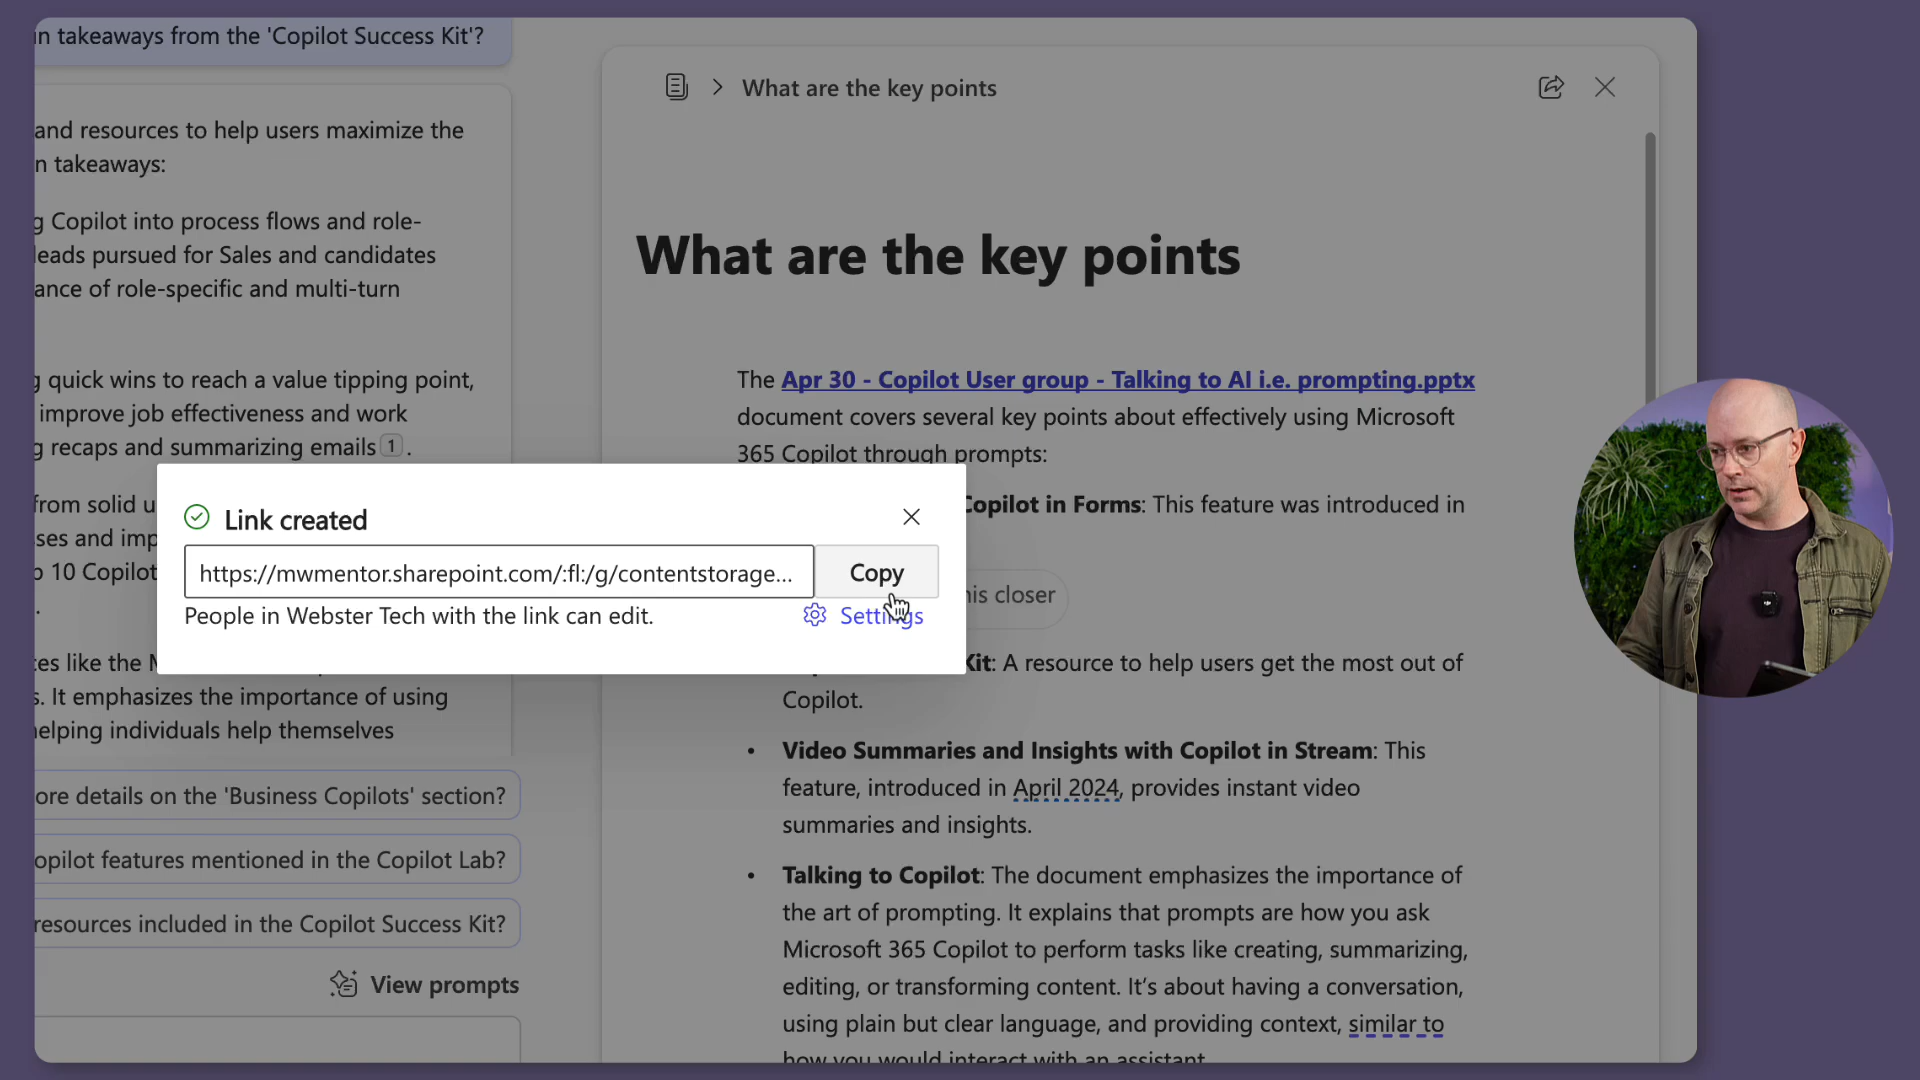 in takeaways from the 'Copilot Success Kit'?
and resources to help users maximize the
n takeaways:
g Copilot into process flows and role-
leads pursued for Sales and candidates
ance of role-specific and multi-turn
g quick wins to reach a value tipping point,
improve job effectiveness and work
g recaps and summarizing emails 1.
from solid u
ses and imp
10 Copilot
.
tes like the M
s. It emphasizes the importance of using
helping individuals help themselves
ore details on the 'Business Copilots' section?
opilot features mentioned in the Copilot Lab?
resources included in the Copilot Success Kit?
View prompts
Link created
https://mwmentor.sharepoint.com/:fl:/g/contentstorage...
Copy
People in Webster Tech with the link can edit.
Settings
What are the key points
What are the key points
The Apr 30 - Copilot User group - Talking to AI i.e. prompting.pptx
document covers several key points about effectively using Microsoft
365 Copilot through prompts:
Copilot in Forms: This feature was introduced in
his closer
Kit: A resource to help users get the most out of
Copilot.
• Video Summaries and Insights with Copilot in Stream: This
feature, introduced in April 2024, provides instant video
summaries and insights.
• Talking to Copilot: The document emphasizes the importance of
the art of prompting. It explains that prompts are how you ask
Microsoft 365 Copilot to perform tasks like creating, summarizing,
editing, or transforming content. It's about having a conversation,
using plain but clear language, and providing context, similar to
how you would interact with an assistant.